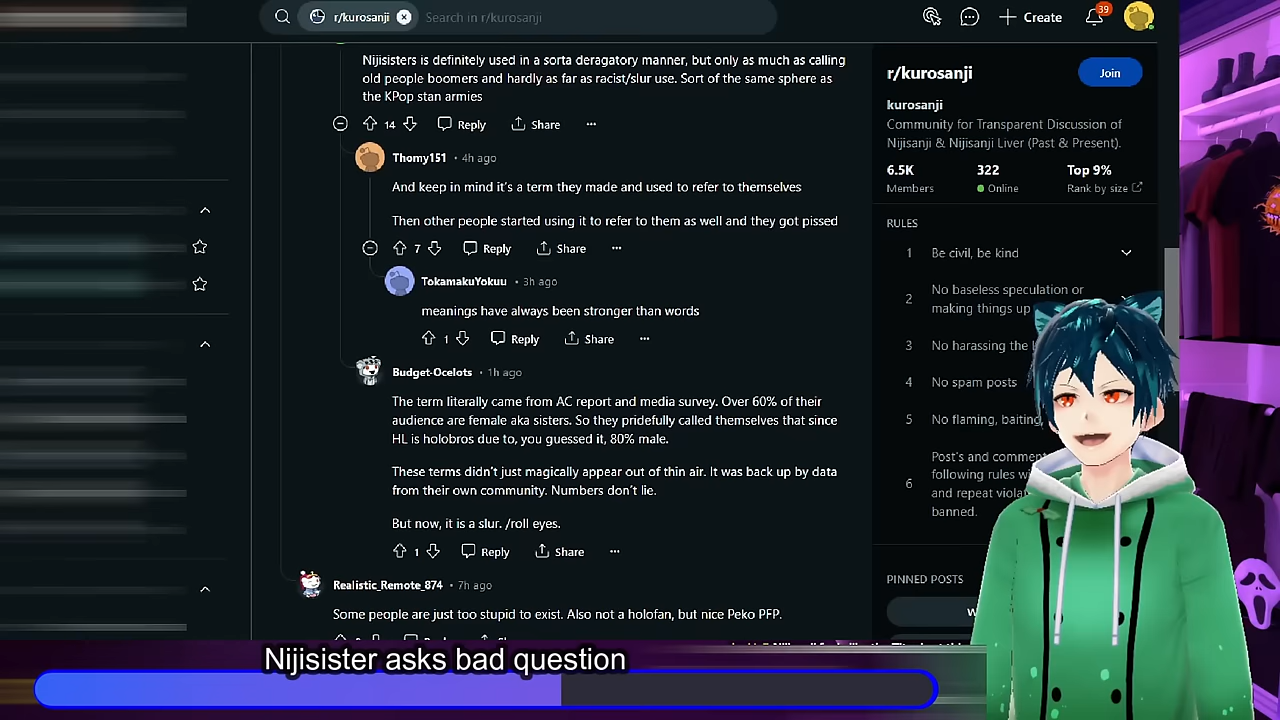 r/kurosanji
Search in r/kurosanji
Create
39
Nijisisters is definitely used in a sorta deragatory manner, but only as much as calling
old people boomers and hardly as far as racist/slur use. Sort of the same sphere as
the KPop stan armies
14
Reply
Share
Thomy151 • 4h ago
And keep in mind it's a term they made and used to refer to themselves
Then other people started using it to refer to them as well and they got pissed
7
Reply
Share
TokamakuYokuu • 3h ago
meanings have always been stronger than words
1
Reply
Share
Budget-Ocelots • 1h ago
The term literally came from AC report and media survey. Over 60% of their
audience are female aka sisters. So they pridefully called themselves that since
HL is holobros due to, you guessed it, 80% male.
These terms didn't just magically appear out of thin air. It was back up by data
from their own community. Numbers don't lie.
But now, it is a slur. /roll eyes.
1
Reply
Share
Realistic_Remote_874 • 7h ago
Some people are just too stupid to exist. Also not a holofan, but nice Peko PFP.
r/kurosanji
Join
kurosanji
Community for Transparent Discussion of
Nijisanji & Nijisanji Liver (Past & Present).
6.5K
322
Top 9%
Members
Online
Rank by size
RULES
1 Be civil, be kind
2 No baseless speculation or
making things up
3 No harassing the
4 No spam posts
5 No flaming, baiting,
6 Post's and comment
following rules
and repeat
banned.
PINNED POSTS
Nijisister asks bad question